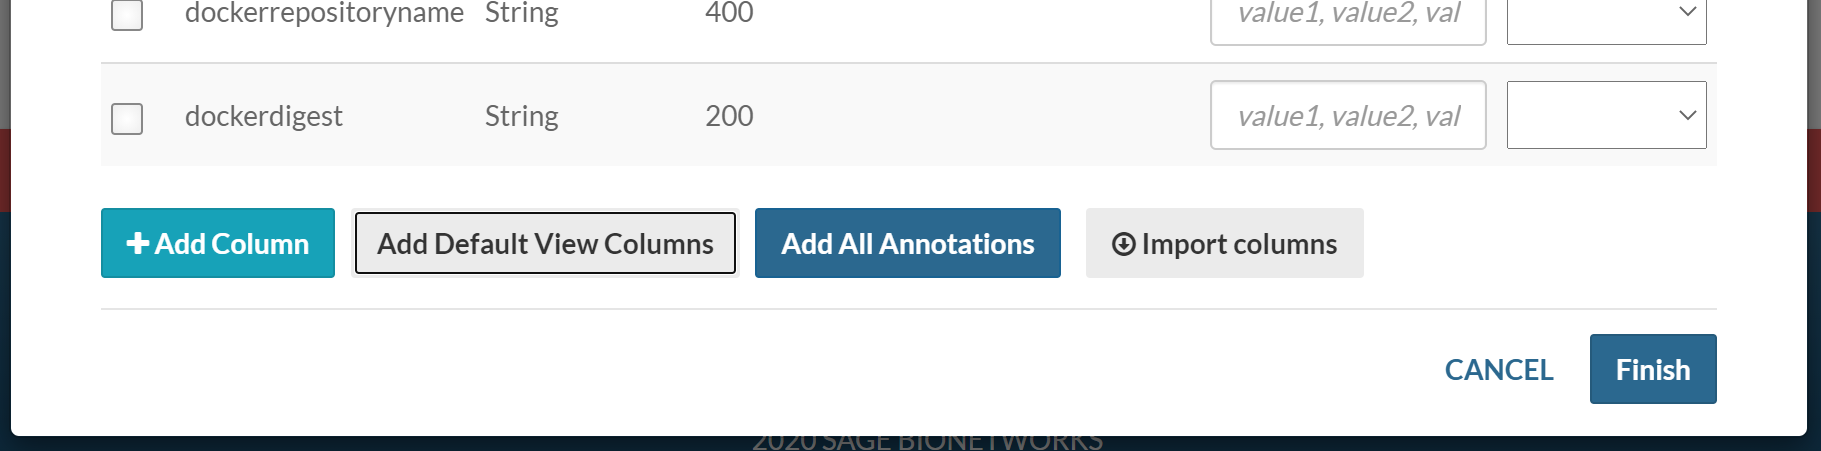 dockerrepositoryname String 400 value1, value2, val
dockerdigest String 200 value1, value2, val
Add Column Add Default View Columns Add All Annotations Import columns
CANCEL Finish
2020 SAGE BIONETWORKS